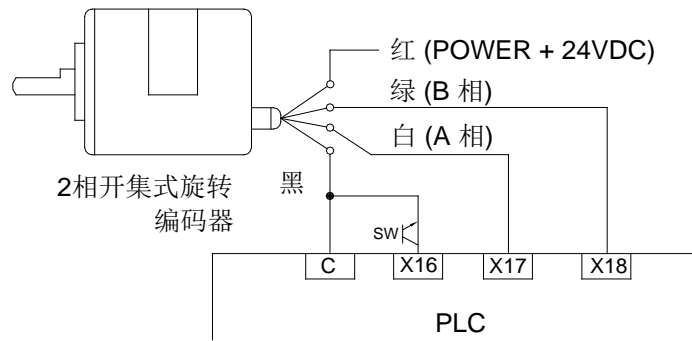 红 (POWER + 24VDC)
绿 (B 相)
白 (A 相)
黑
2相开集式旋转
编码器
SW
C X16 X17 X18
PLC